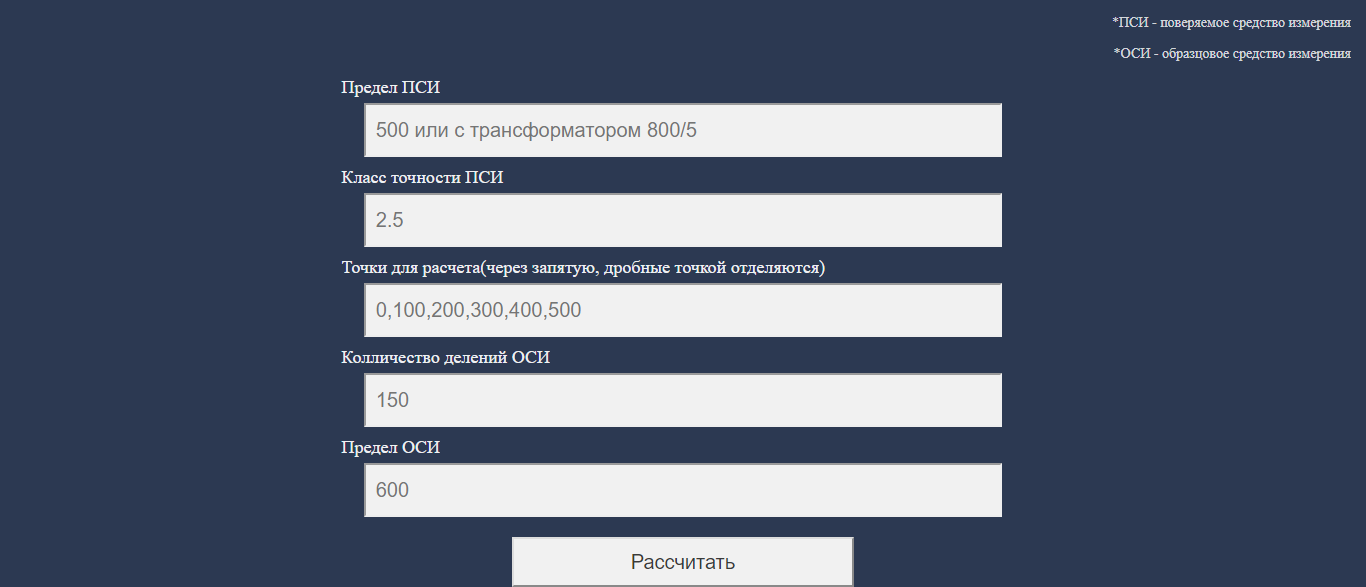 *ПСИ - поверяемое средство измерения
*ОСИ - образцовое средство измерения
Предел ПСИ
500 или с трансформатором 800/5
Класс точности ПСИ
2.5
Точки для расчета(через запятую, дробные точкой отделяются)
0,100,200,300,400,500
Колличество делений ОСИ
150
Предел ОСИ
600
Рассчитать